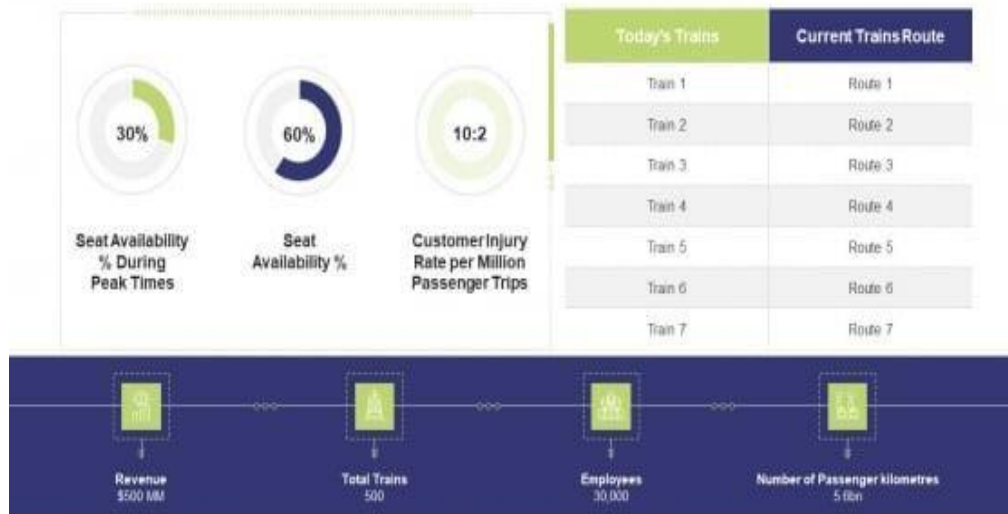 30%
60%
10:2
Seat Availability
% During
Peak Times
Seat
Availability %
Customer Injury
Rate per Million
Passenger Trips
Today's Trains Current Trains Route
Train 1 Route 1
Train 2 Route 2
Train 3 Route 3
Train 4 Route 4
Train 5 Route 5
Train 6 Route 6
Train 7 Route 7
Revenue
$500 MM
Total Trains
500
Employees
30,000
Number of Passenger kilometres
5.6bn